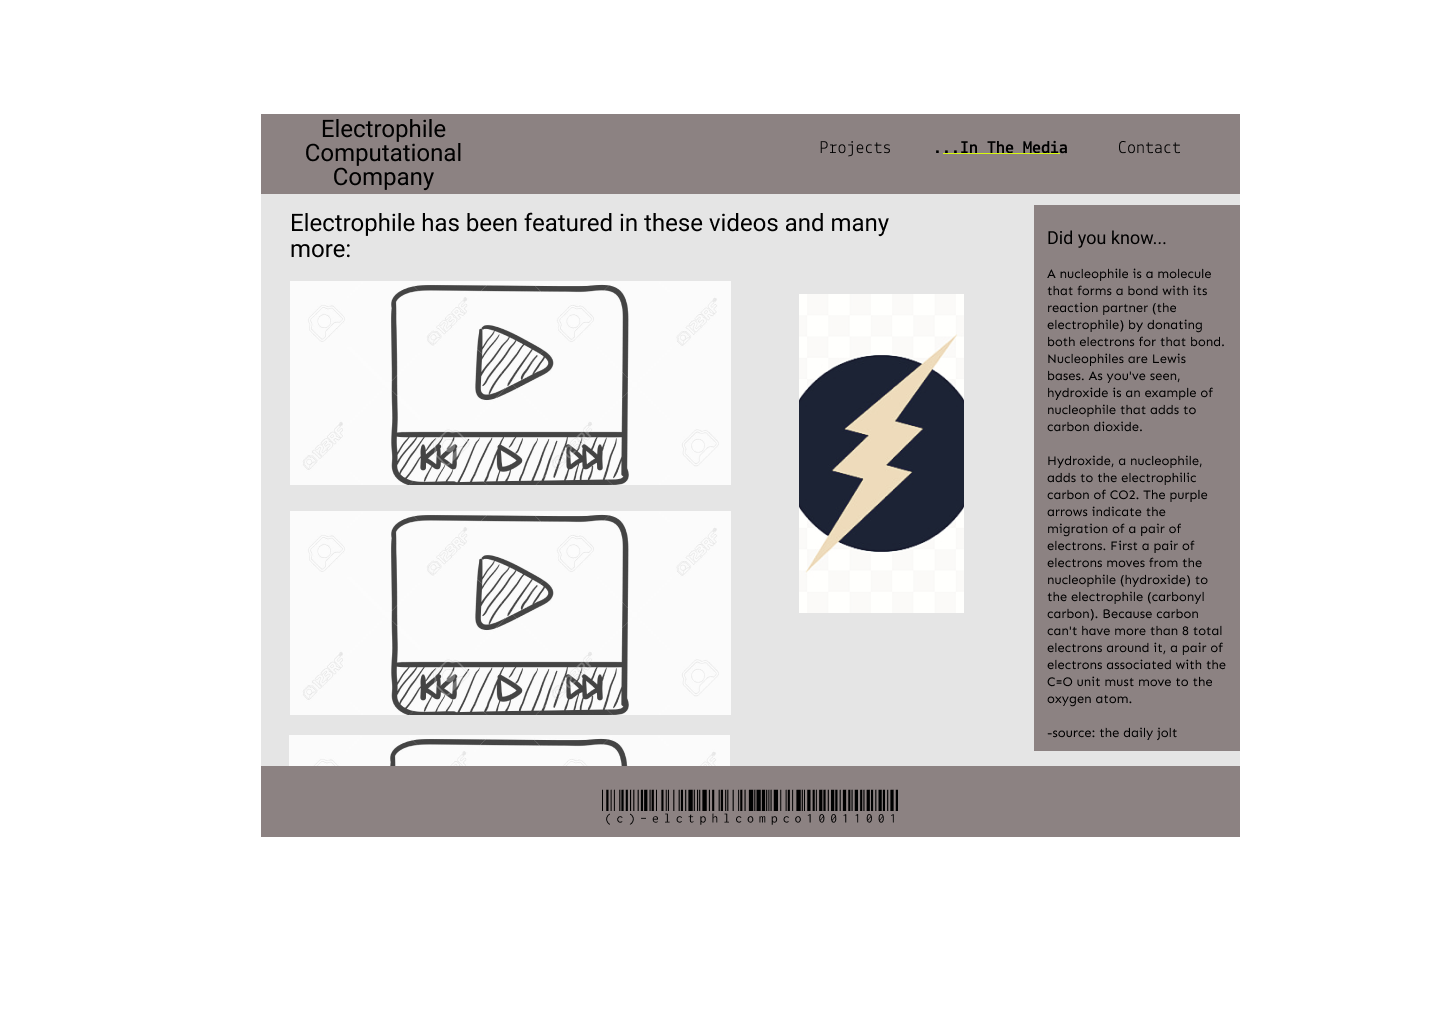 Electrophile
Computational
Company
Projects
...In The Media
Contact
Electrophile has been featured in these videos and many
more:
Did you know...
A nucleophile is a molecule
that forms a bond with its
reaction partner (the
electrophile) by donating
both electrons for that bond.
Nucleophiles are Lewis
bases. As you've seen,
hydroxide is an example of
nucleophile that adds to
carbon dioxide.
Hydroxide, a nucleophile,
adds to the electrophilic
carbon of CO2. The purple
arrows indicate the
migration of a pair of
electrons. First a pair of
electrons moves from the
nucleophile (hydroxide) to
the electrophile (carbonyl
carbon). Because carbon
can't have more than 8 total
electrons around it, a pair of
electrons associated with the
C=O unit must move to the
oxygen atom.
-source: the daily jolt
(c)-elctphlcompco10011001